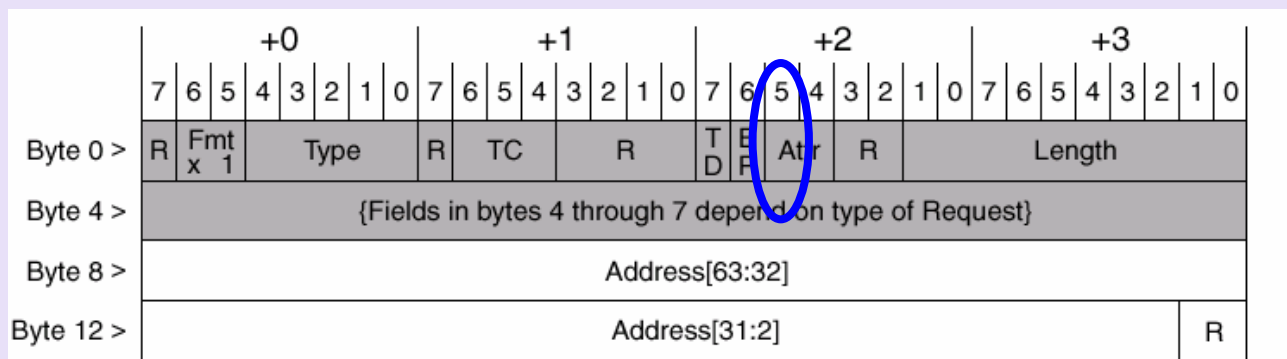 +0 +1 +2 +3
7 6 5 4 3 2 1 0 7 6 5 4 3 2 1 0 7 6 5 4 3 2 1 0 7 6 5 4 3 2 1 0
Byte 0 > R Fmt x 1 Type R TC R TD EP Attr R Length
Byte 4 > {Fields in bytes 4 through 7 depend on type of Request}
Byte 8 > Address[63:32]
Byte 12 > Address[31:2] R